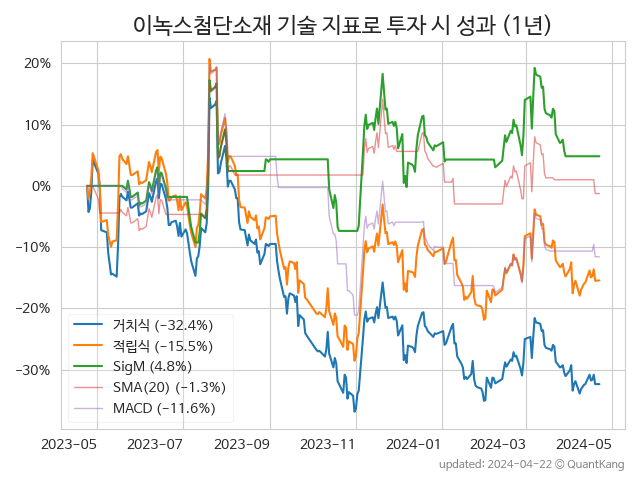 이녹스첨단소재 기술 지표로 투자 시 성과 (1년)
20%
10%
0%
−10%
−20%
−30%
거치식 (−32.4%)
적립식 (−15.5%)
SigM (4.8%)
SMA(20) (−1.3%)
MACD (−11.6%)
2023−05 2023−07 2023−09 2023−11 2024−01 2024−03 2024−05
updated: 2024−04−22 © QuantKang